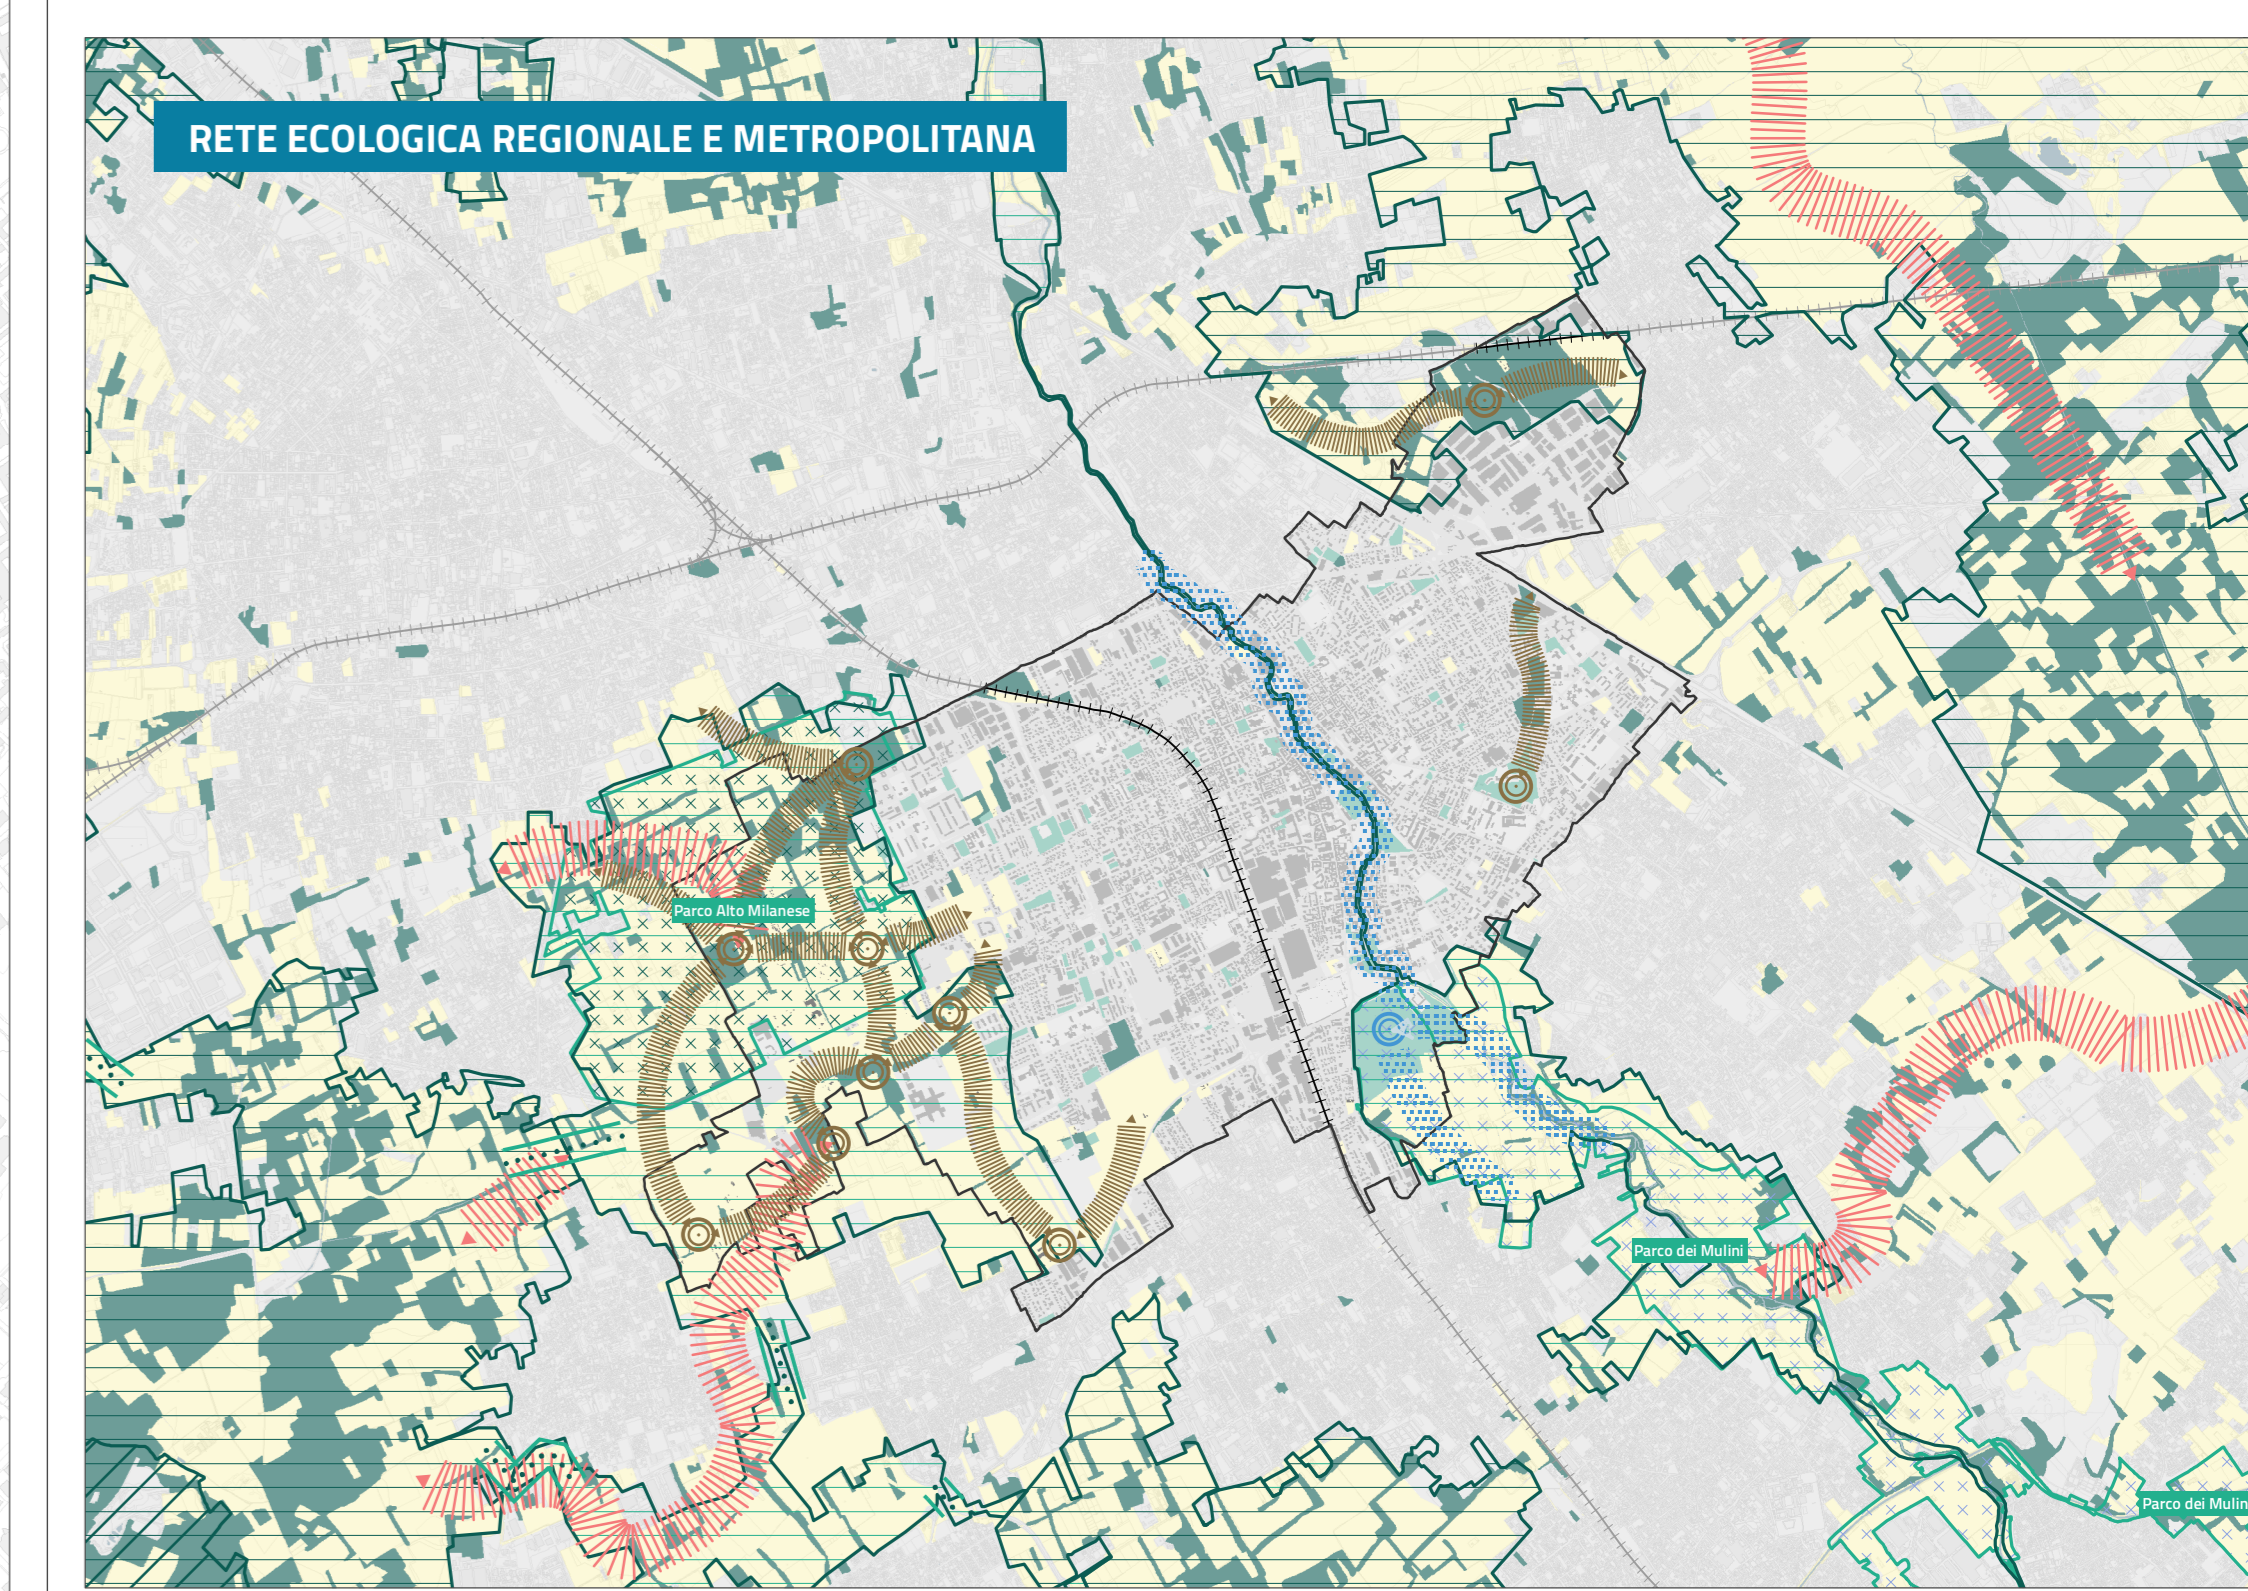 RETE ECOLOGICA REGIONALE E METROPOLITANA
Parco Alto Milanese
Parco dei Mulini
Parco dei Mulin